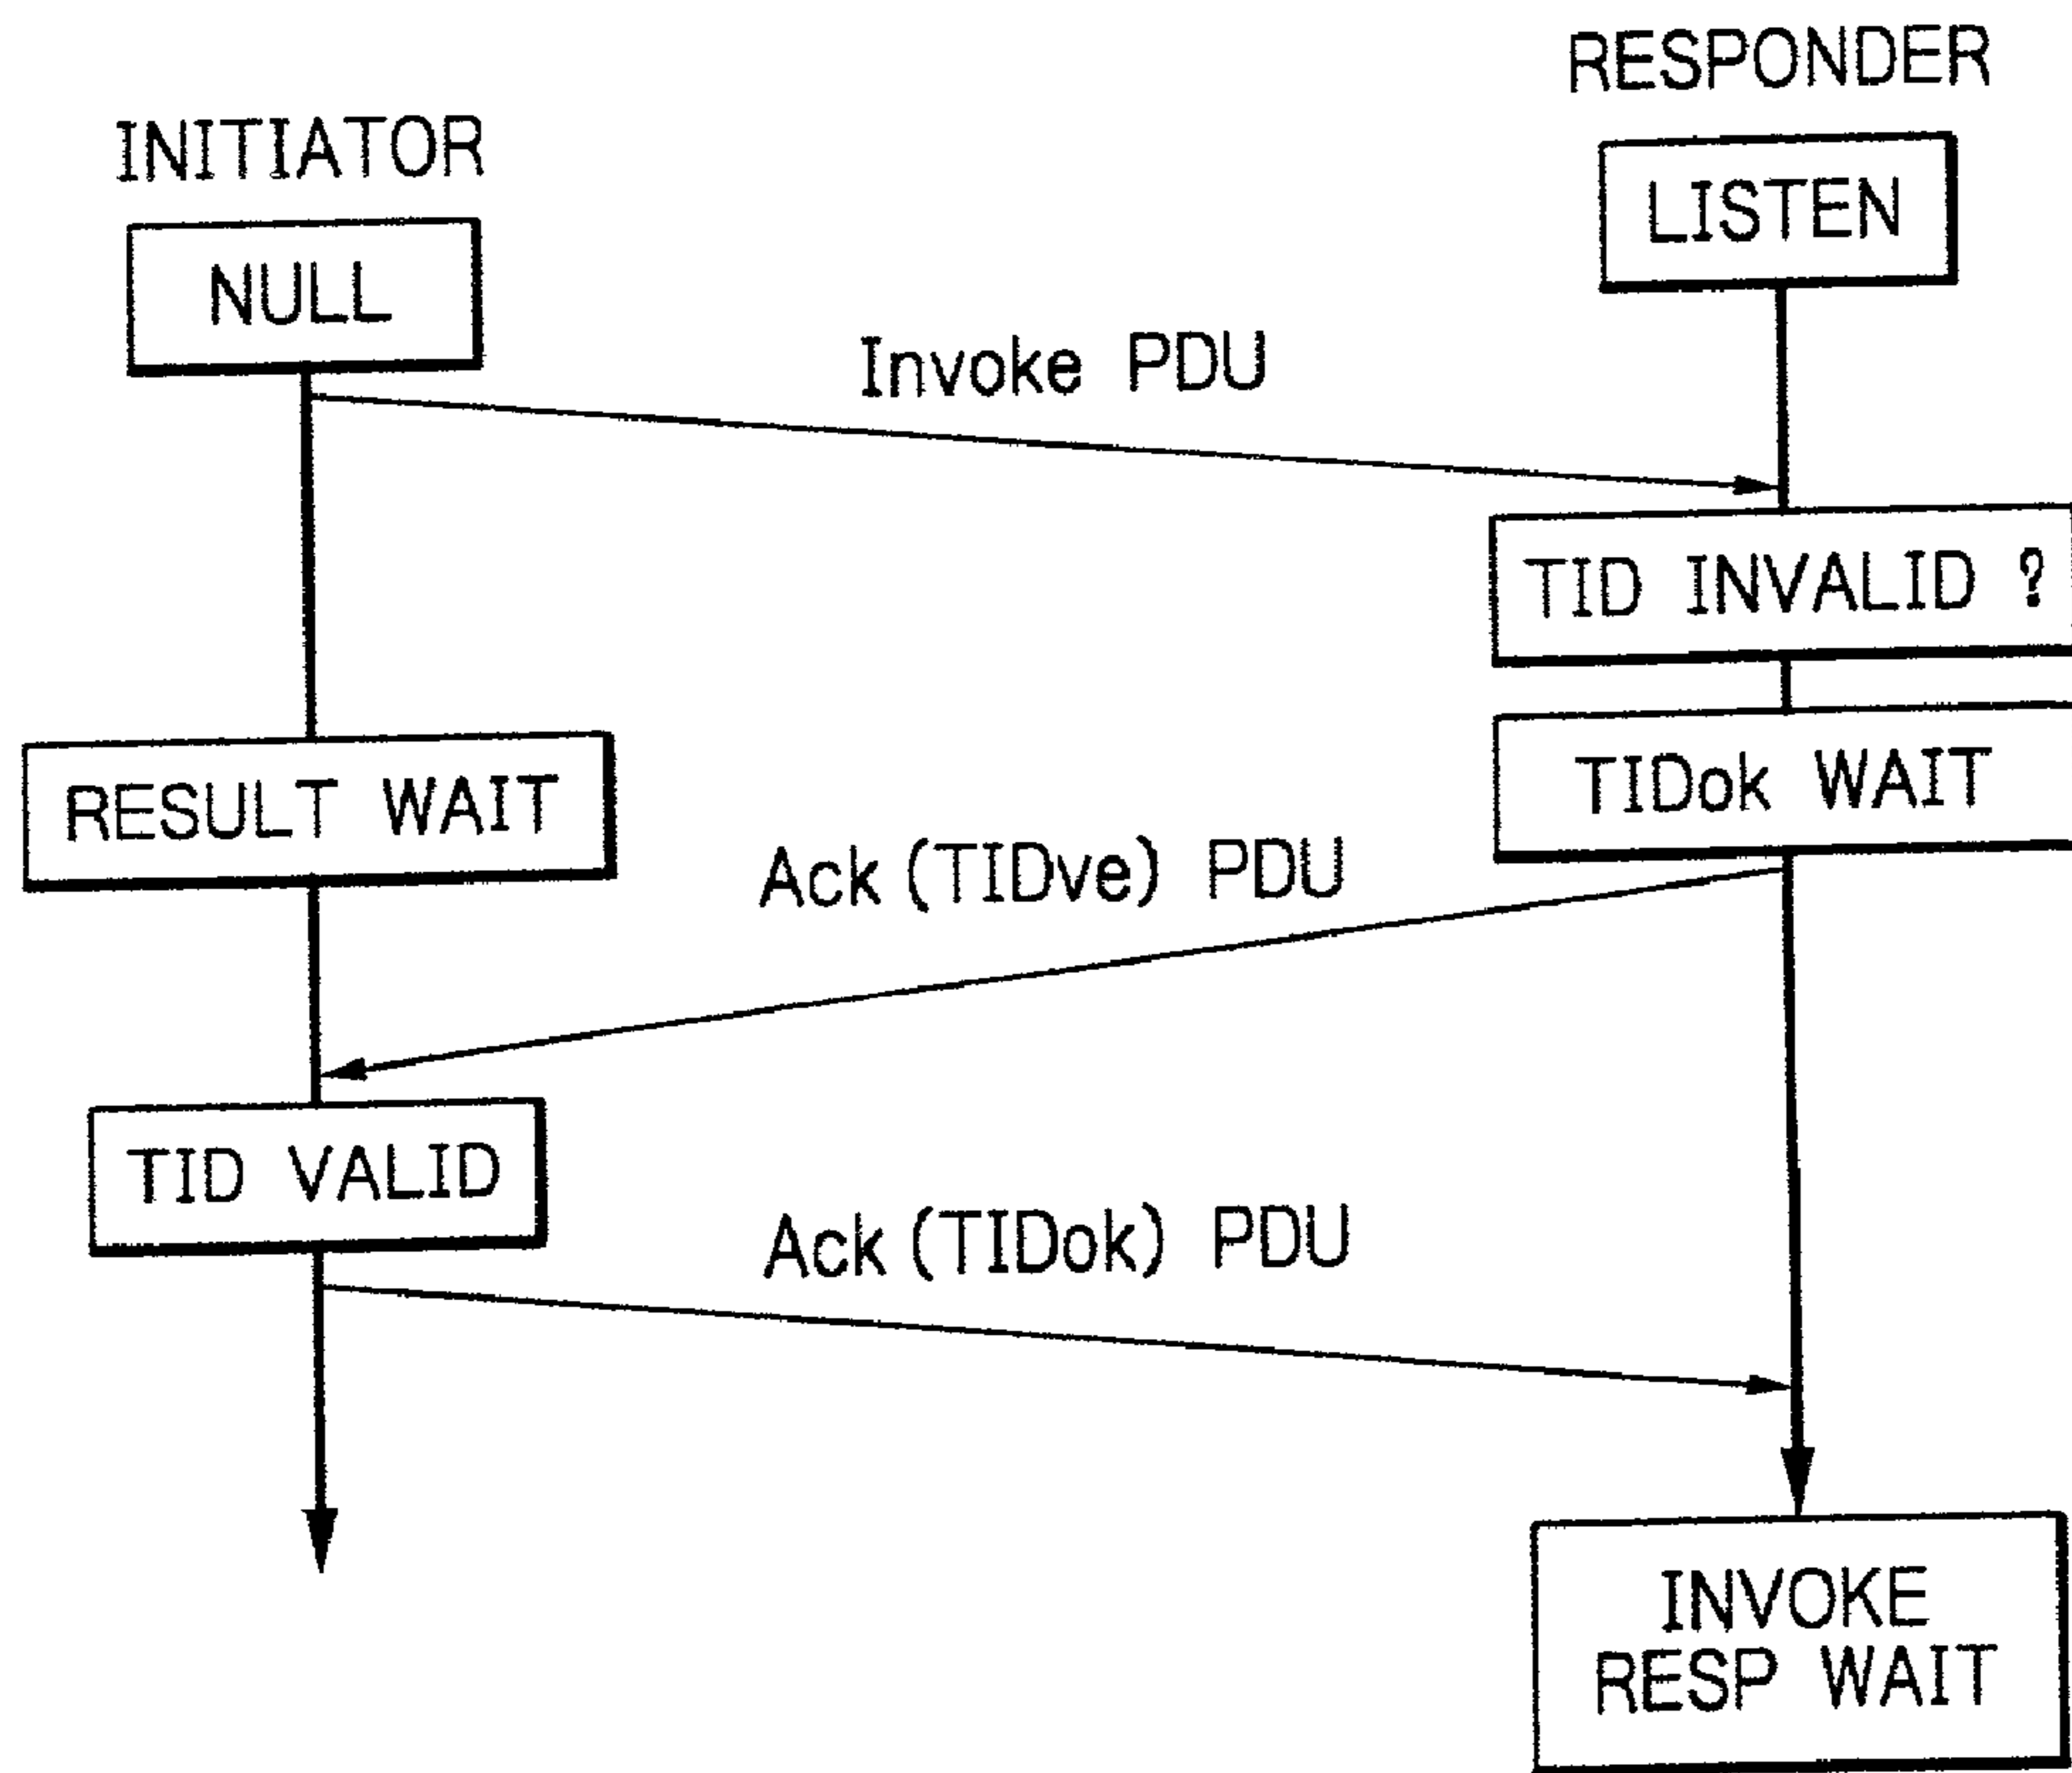 RESPONDER
INITIATOR
LISTEN
NULL
Invoke PDU
TID INVALID ?
TIDok WAIT
RESULT WAIT
Ack (TIDve) PDU
TID VALID
Ack (TIDok) PDU
INVOKE
RESP WAIT